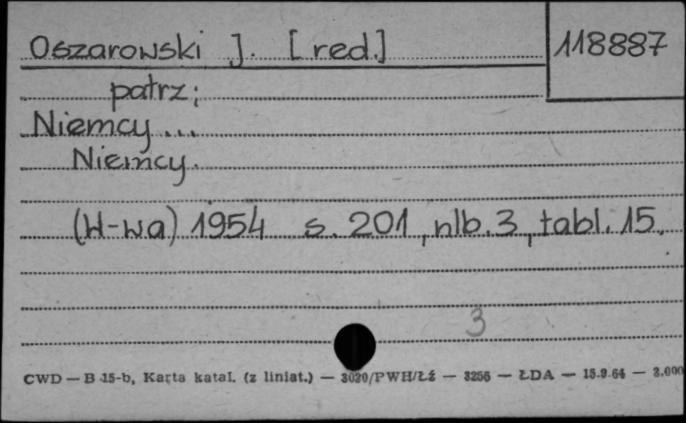 Oszarowski J. [red.] 118887
patrz:
Niemcy...
Niemcy.
(W-wa) 1954 s. 201, nlb. 3, tabl. 15.
3
CWD — B-15-b, Karta katal. (z liniat.) — 3020/PWH/Łź — 3256 — ŁDA — 15.9.64 — 3.000